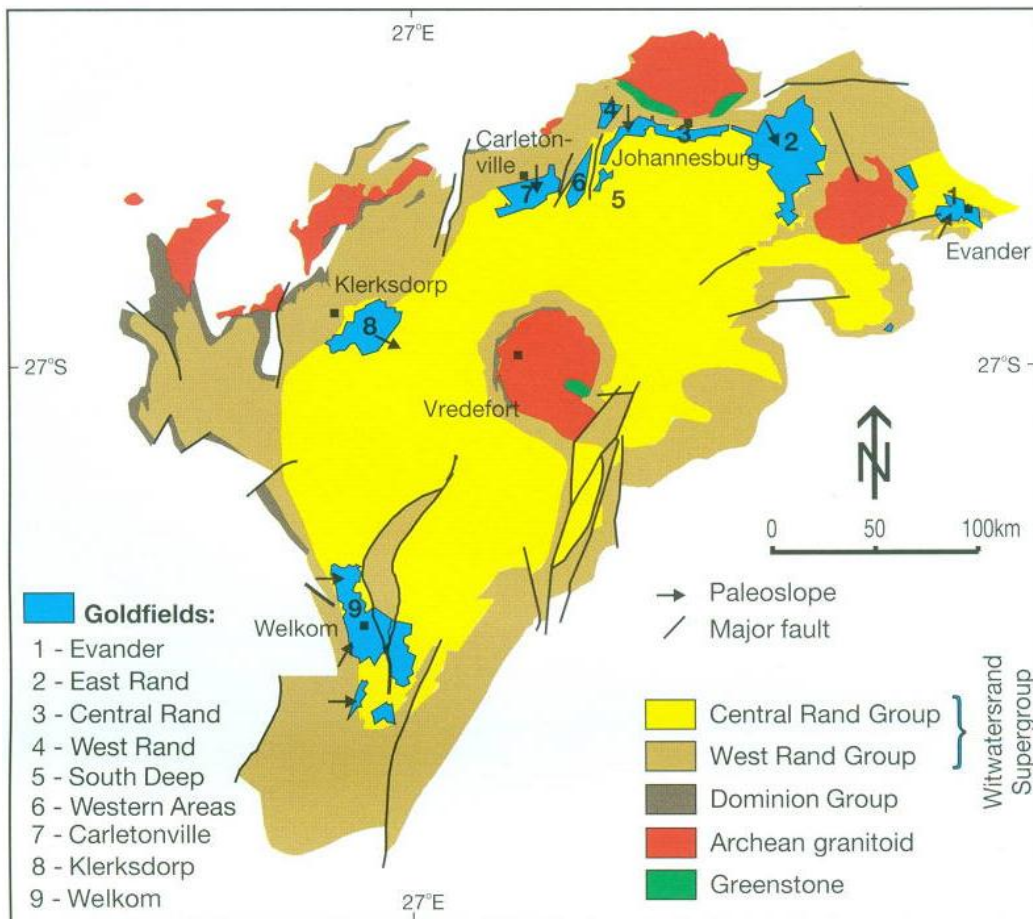 27°E
Carleton-
ville
4
3
2
Johannesburg
7
6
5
1
Evander
Klerksdorp
8
27°S
27°S
Vredefort
N
0 50 100km
9
Welkom
Paleoslope
Major fault
Goldfields:
1 - Evander
2 - East Rand
3 - Central Rand
4 - West Rand
5 - South Deep
6 - Western Areas
7 - Carletonville
8 - Klerksdorp
9 - Welkom
Central Rand Group
West Rand Group
Witwatersrand
Supergroup
Dominion Group
Archean granitoid
Greenstone
27°E